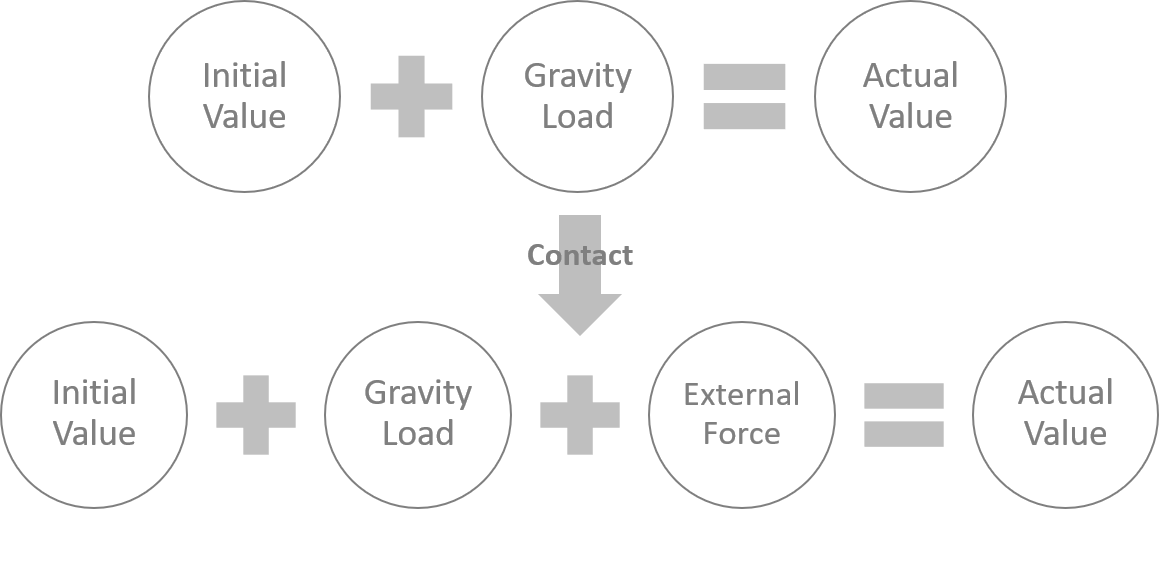 Initial
Value
Gravity
Load
Actual
Value
Contact
Initial
Value
Gravity
Load
External
Force
Actual
Value